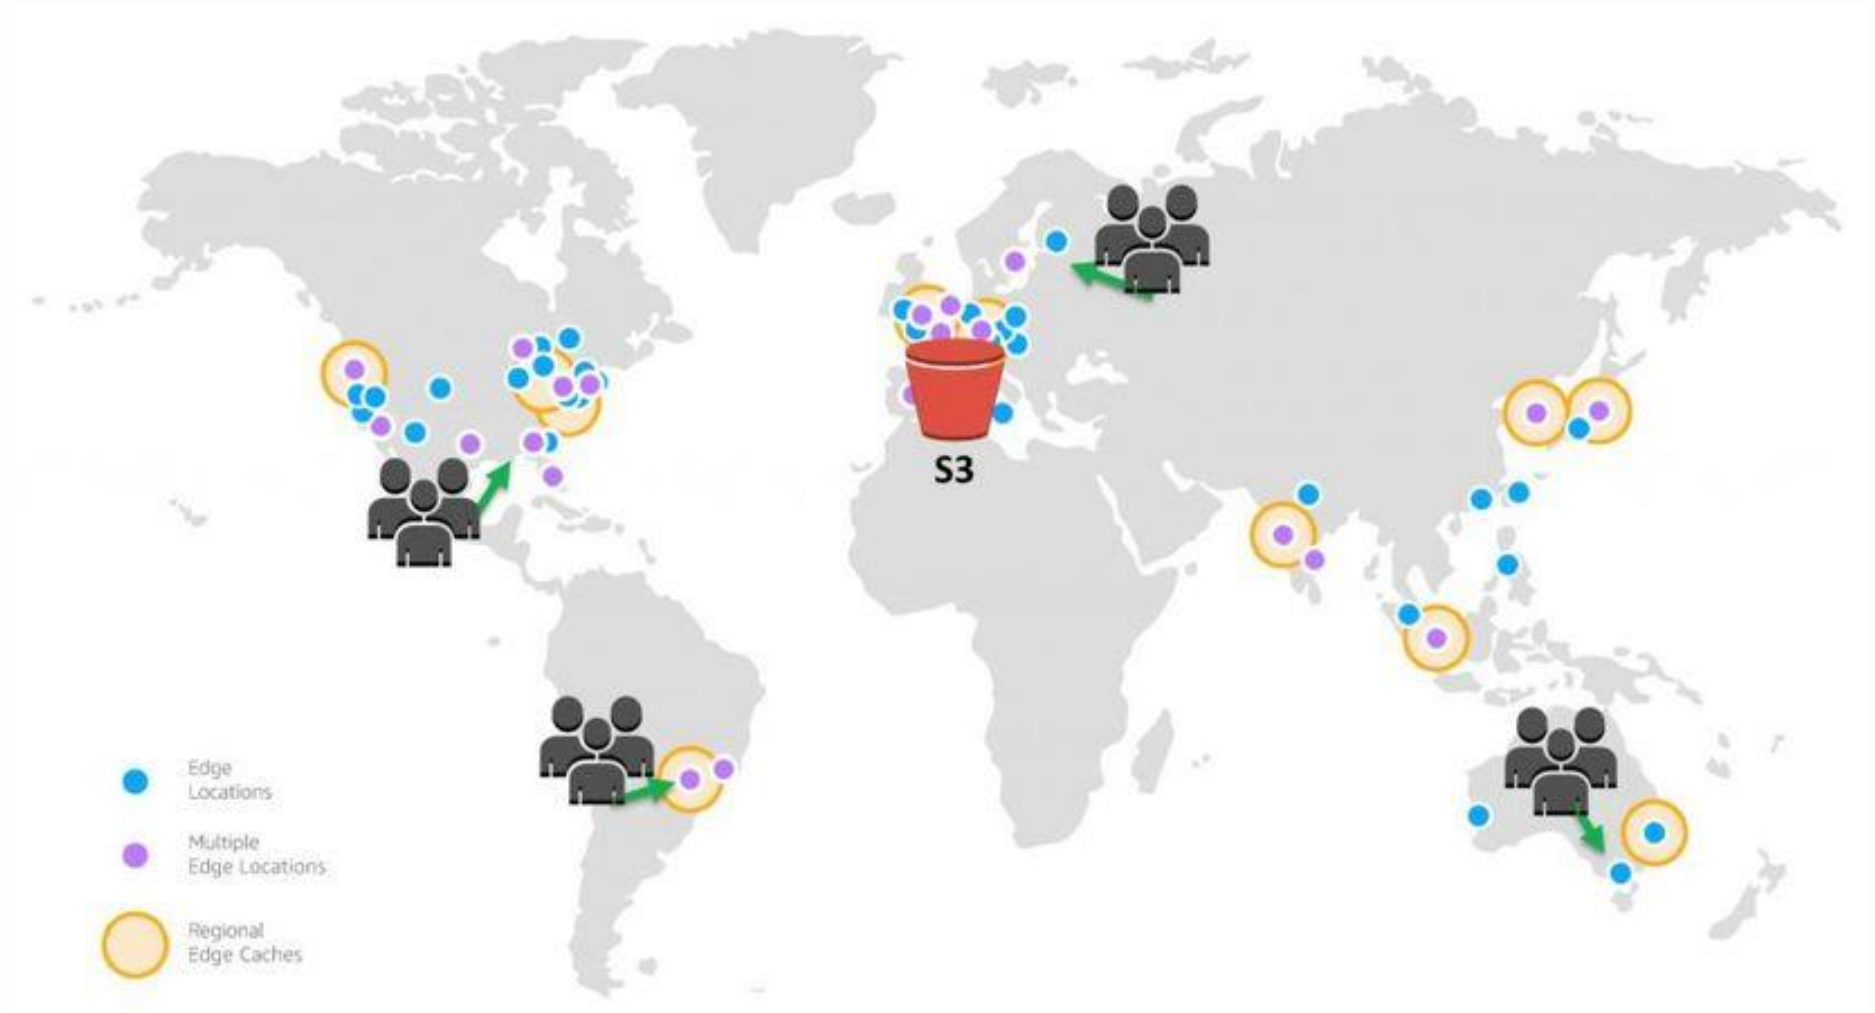 S3
Edge
Locations
Multiple
Edge Locations
Regional
Edge Caches